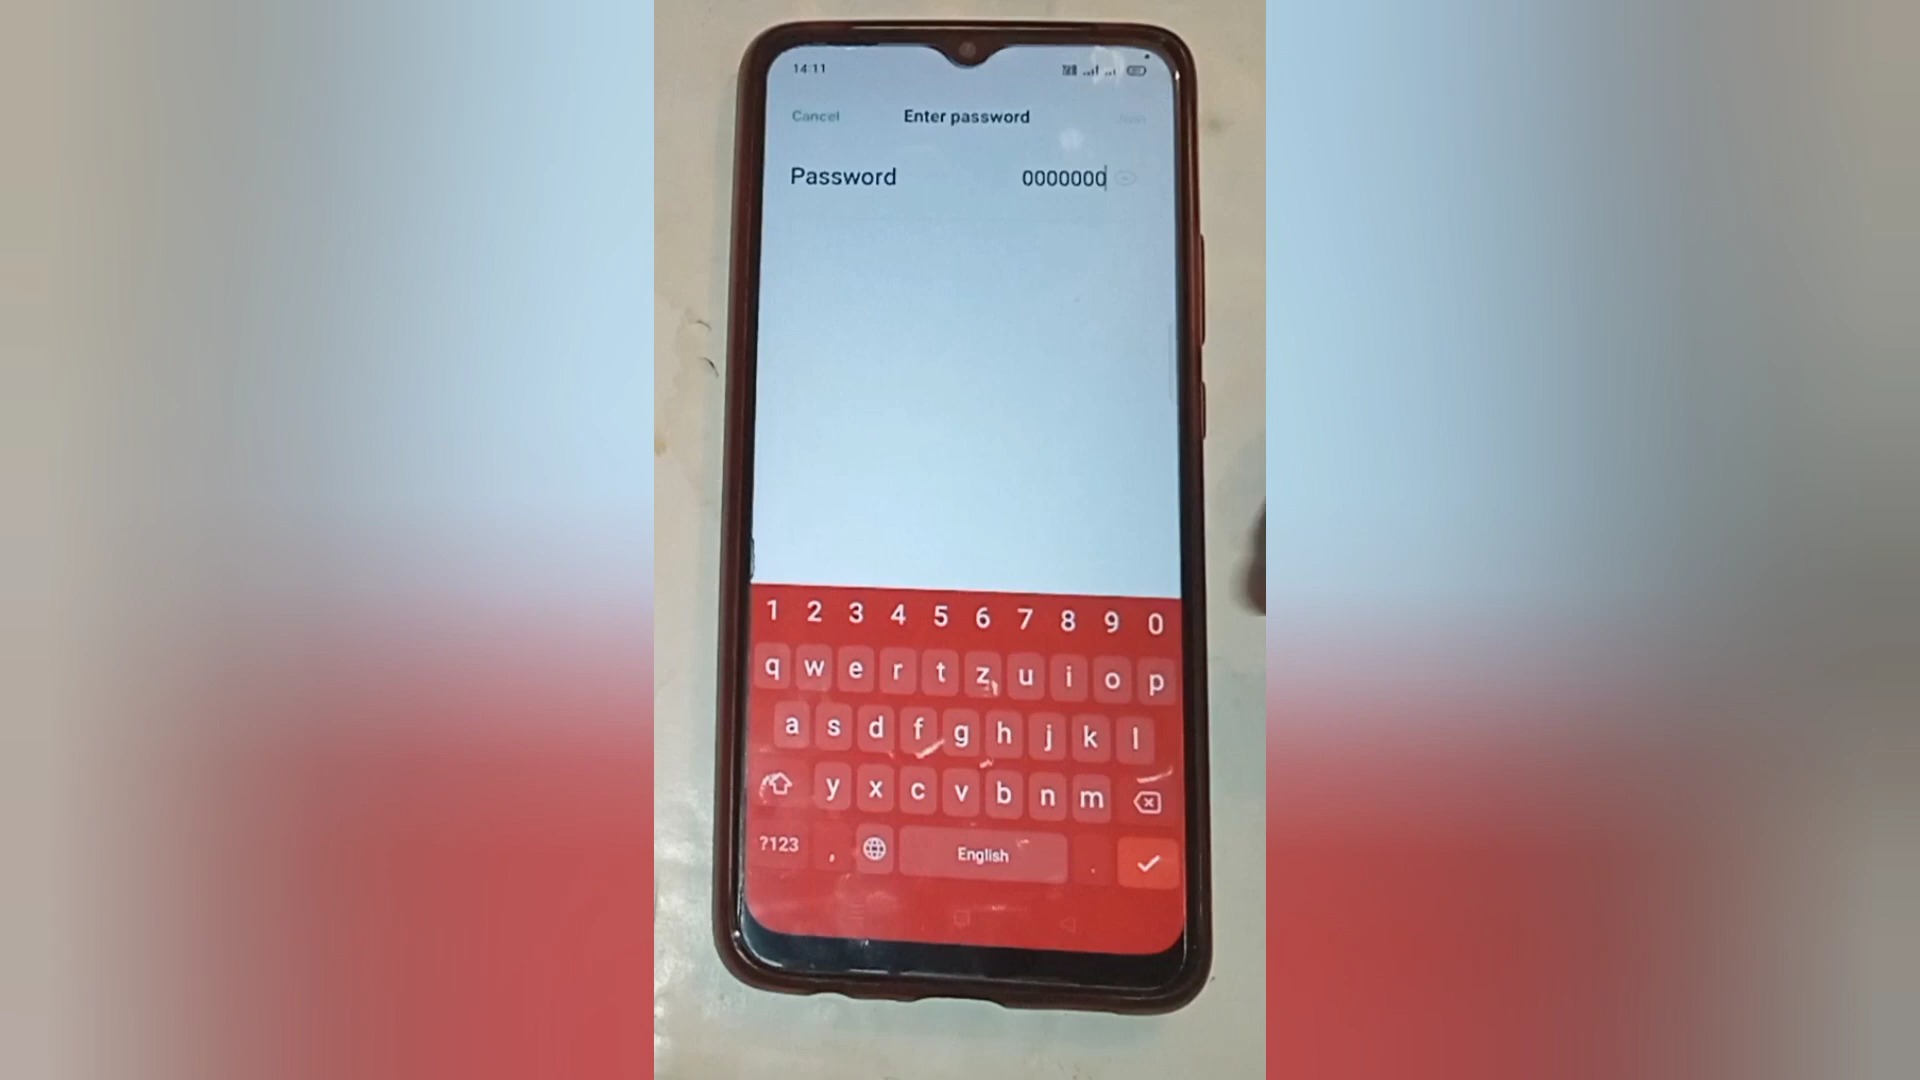 14:11
Cancel Enter password Join
Password 0000000
1 2 3 4 5 6 7 8 9 0
q w e r t z u i o p
a s d f g h j k l
y x c v b n m
?123 , English .